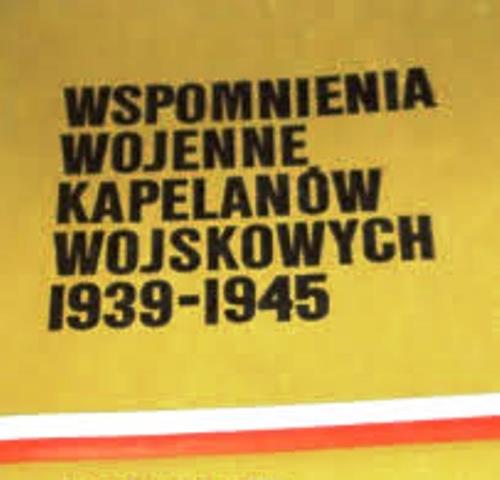 WSPOMNIENIA
WOJENNE
KAPELANÓW
WOJSKOWYCH
1939-1945